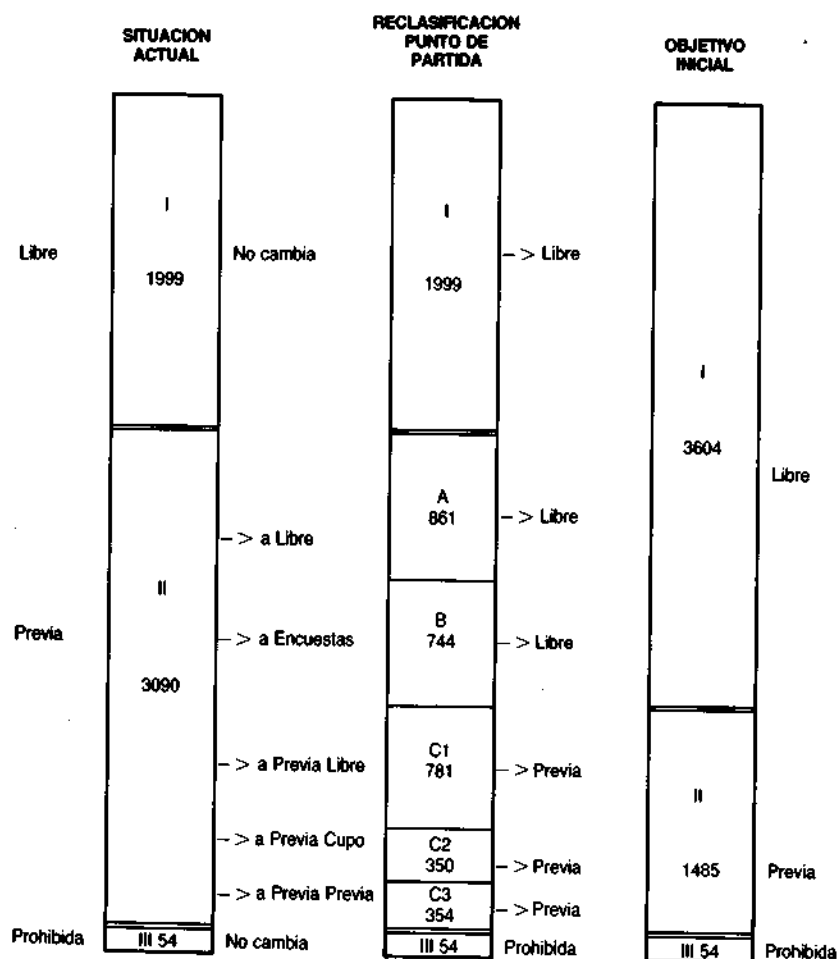 SITUACION
ACTUAL
RECLASIFICACION
PUNTO DE
PARTIDA
OBJETIVO
INICIAL
Libre
I
1999
No cambia
I
1999
— > Libre
I
3604
Libre
Previa
II
3090
— > a Libre
— > a Encuestas
— > a Previa Libre
— > a Previa Cupo
— > a Previa Previa
A
861
— > Libre
B
744
— > Libre
C1
781
— > Previa
C2
350
— > Previa
C3
354
— > Previa
II
1485
Previa
Prohibida
III 54
No cambia
III 54
Prohibida
III 54
Prohibida